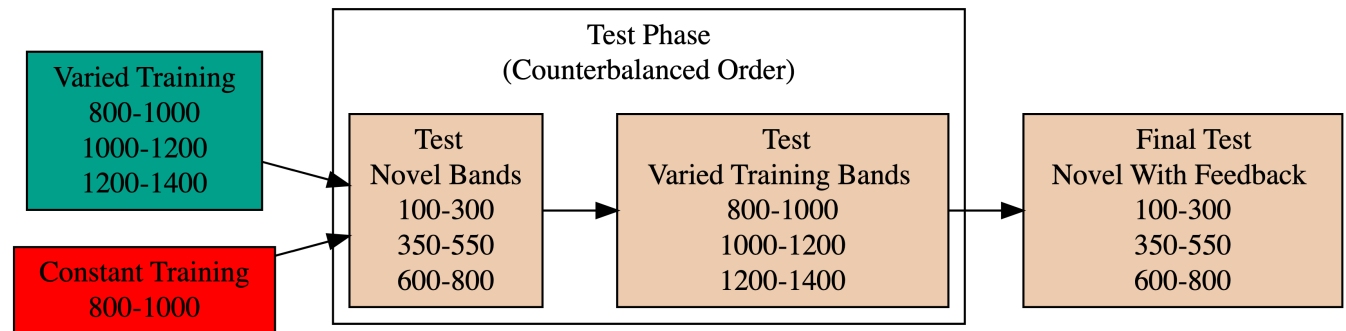 Varied Training
800-1000
1000-1200
1200-1400
Constant Training
800-1000
Test Phase
(Counterbalanced Order)
Test
Novel Bands
100-300
350-550
600-800
Test
Varied Training Bands
800-1000
1000-1200
1200-1400
Final Test
Novel With Feedback
100-300
350-550
600-800